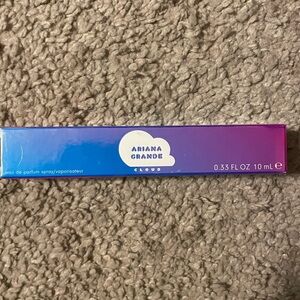 ARIANA
GRANDE
CLOUD
eau de parfum spray/vaporisateur
0.33 FL OZ 10 mL ℮